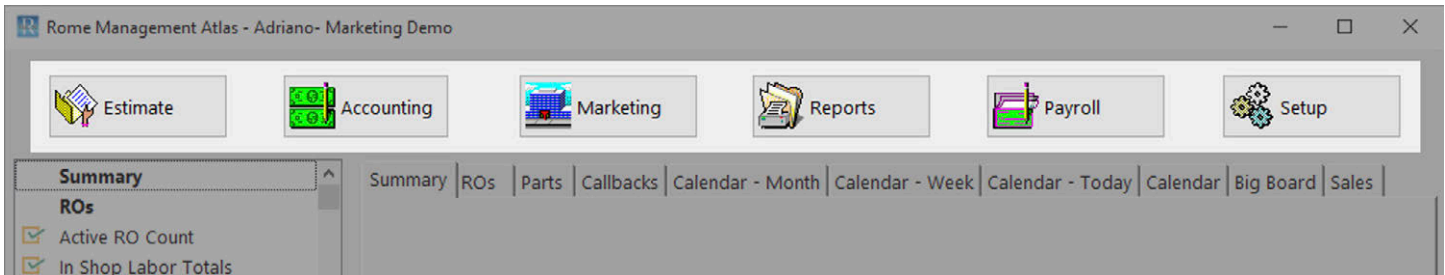 Rome Management Atlas - Adriano- Marketing Demo
Estimate Accounting Marketing Reports Payroll Setup
Summary ROs Parts Callbacks Calendar - Month Calendar - Week Calendar - Today Calendar Big Board Sales
Summary
ROs
Active RO Count
In Shop Labor Totals